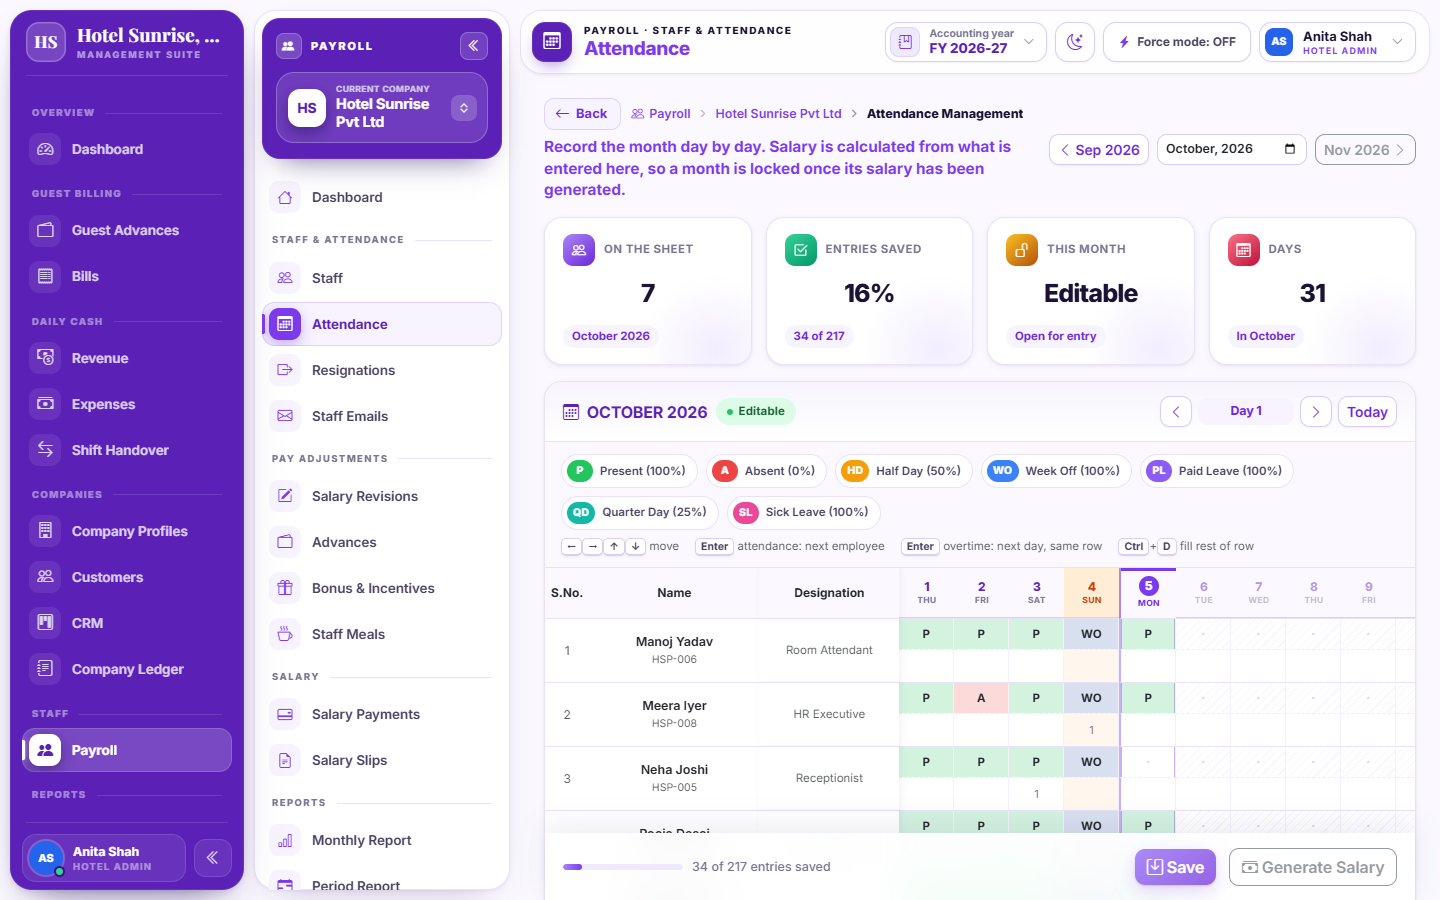 HS
Hotel Sunrise, ...
MANAGEMENT SUITE
OVERVIEW
Dashboard
GUEST BILLING
Guest Advances
Bills
DAILY CASH
Revenue
Expenses
Shift Handover
COMPANIES
Company Profiles
Customers
CRM
Company Ledger
STAFF
Payroll
REPORTS
AS
Anita Shah
HOTEL ADMIN
PAYROLL
HS
CURRENT COMPANY
Hotel Sunrise
Pvt Ltd
Dashboard
STAFF & ATTENDANCE
Staff
Attendance
Resignations
Staff Emails
PAY ADJUSTMENTS
Salary Revisions
Advances
Bonus & Incentives
Staff Meals
SALARY
Salary Payments
Salary Slips
REPORTS
Monthly Report
Period Report
PAYROLL · STAFF & ATTENDANCE
Attendance
Accounting year
FY 2026-27
Force mode: OFF
AS
Anita Shah
HOTEL ADMIN
← Back
Payroll > Hotel Sunrise Pvt Ltd > Attendance Management
Record the month day by day. Salary is calculated from what is
entered here, so a month is locked once its salary has been
generated.
Sep 2026
October, 2026
Nov 2026
ON THE SHEET
7
October 2026
ENTRIES SAVED
16%
34 of 217
THIS MONTH
Editable
Open for entry
DAYS
31
In October
OCTOBER 2026
Editable
Day 1
Today
P Present (100%)
A Absent (0%)
HD Half Day (50%)
WO Week Off (100%)
PL Paid Leave (100%)
QD Quarter Day (25%)
SL Sick Leave (100%)
← → ↑ ↓ move Enter attendance: next employee Enter overtime: next day, same row Ctrl + D fill rest of row
S.No. Name Designation 1 THU 2 FRI 3 SAT 4 SUN 5 MON 6 TUE 7 WED 8 THU 9 FRI
1 Manoj Yadav HSP-006 Room Attendant P P P WO P - - - -
2 Meera Iyer HSP-008 HR Executive P A P WO P - - - -
1
3 Neha Joshi HSP-005 Receptionist P P P WO - - - - -
1
P P P WO P - - - -
34 of 217 entries saved
Save
Generate Salary